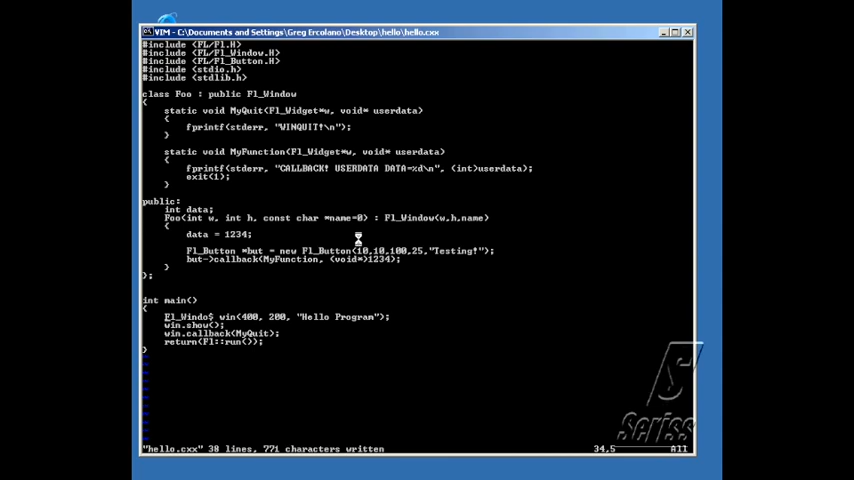 VIM - C:\Documents and Settings\Greg Ercolano\Desktop\hello\hello.cxx
#include <FL/Fl.H>
#include <FL/Fl_Window.H>
#include <FL/Fl_Button.H>
#include <stdio.h>
#include <stdlib.h>
class Foo : public Fl_Window
{
static void MyQuit(Fl_Widget*w, void* userdata)
{
fprintf(stderr, "WINQUIT!\n");
}
static void MyFunction(Fl_Widget*w, void* userdata)
{
fprintf(stderr, "CALLBACK! USERDATA DATA=%d\n", (int)userdata);
exit(1);
}
public:
int data;
Foo(int w, int h, const char *name=0) : Fl_Window(w,h,name)
{
data = 1234;
Fl_Button *but = new Fl_Button(10,10,100,25,"Testing!");
but->callback(MyFunction, (void*)1234);
}
};
int main()
{
Fl_Windo$ win(400, 200, "Hello Program");
win.show();
win.callback(MyQuit);
return(Fl::run());
}
~
~
~
~
~
~
~
~
~
~
"hello.cxx" 38 lines, 771 characters written 34,5 All
Seriss